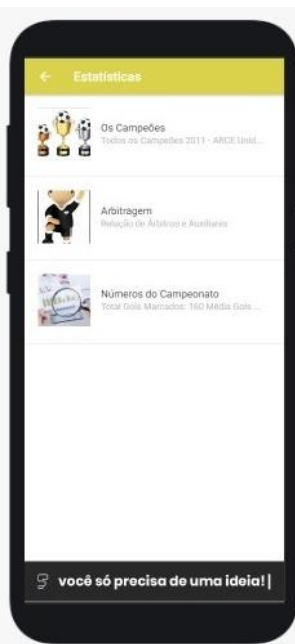 Estatísticas
Os Campeões
Todos os Campeões 2011 - ARCE Unid...
Arbitragem
Relação de Árbitros e Auxiliares
Números do Campeonato
Total Gols Marcados: 160 Média Gols ...
você só precisa de uma ideia!|